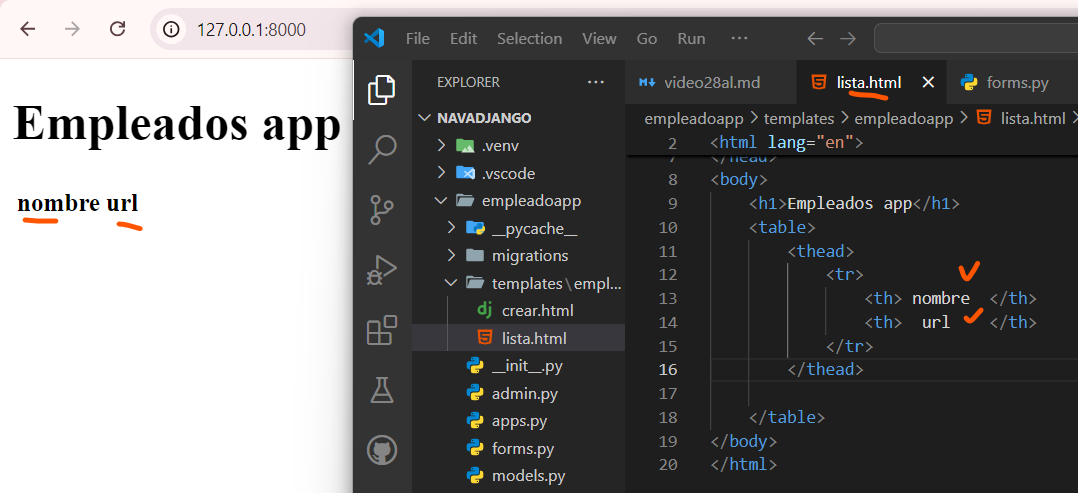 127.0.0.1:8000
Empleados app
nombre url
File Edit Selection View Go Run ···
EXPLORER ···
NAVADJANGO
.venv
.vscode
empleadoapp
__pycache__
migrations
templates\empl...
crear.html
lista.html
__init__.py
admin.py
apps.py
forms.py
models.py
video28al.md lista.html forms.py
empleadoapp > templates > empleadoapp > lista.html >
2 <html lang="en">
7 </head>
8 <body>
9 <h1>Empleados app</h1>
10 <table>
11 <thead>
12 <tr>
13 <th> nombre </th>
14 <th> url </th>
15 </tr>
16 </thead>
17
18 </table>
19 </body>
20 </html>